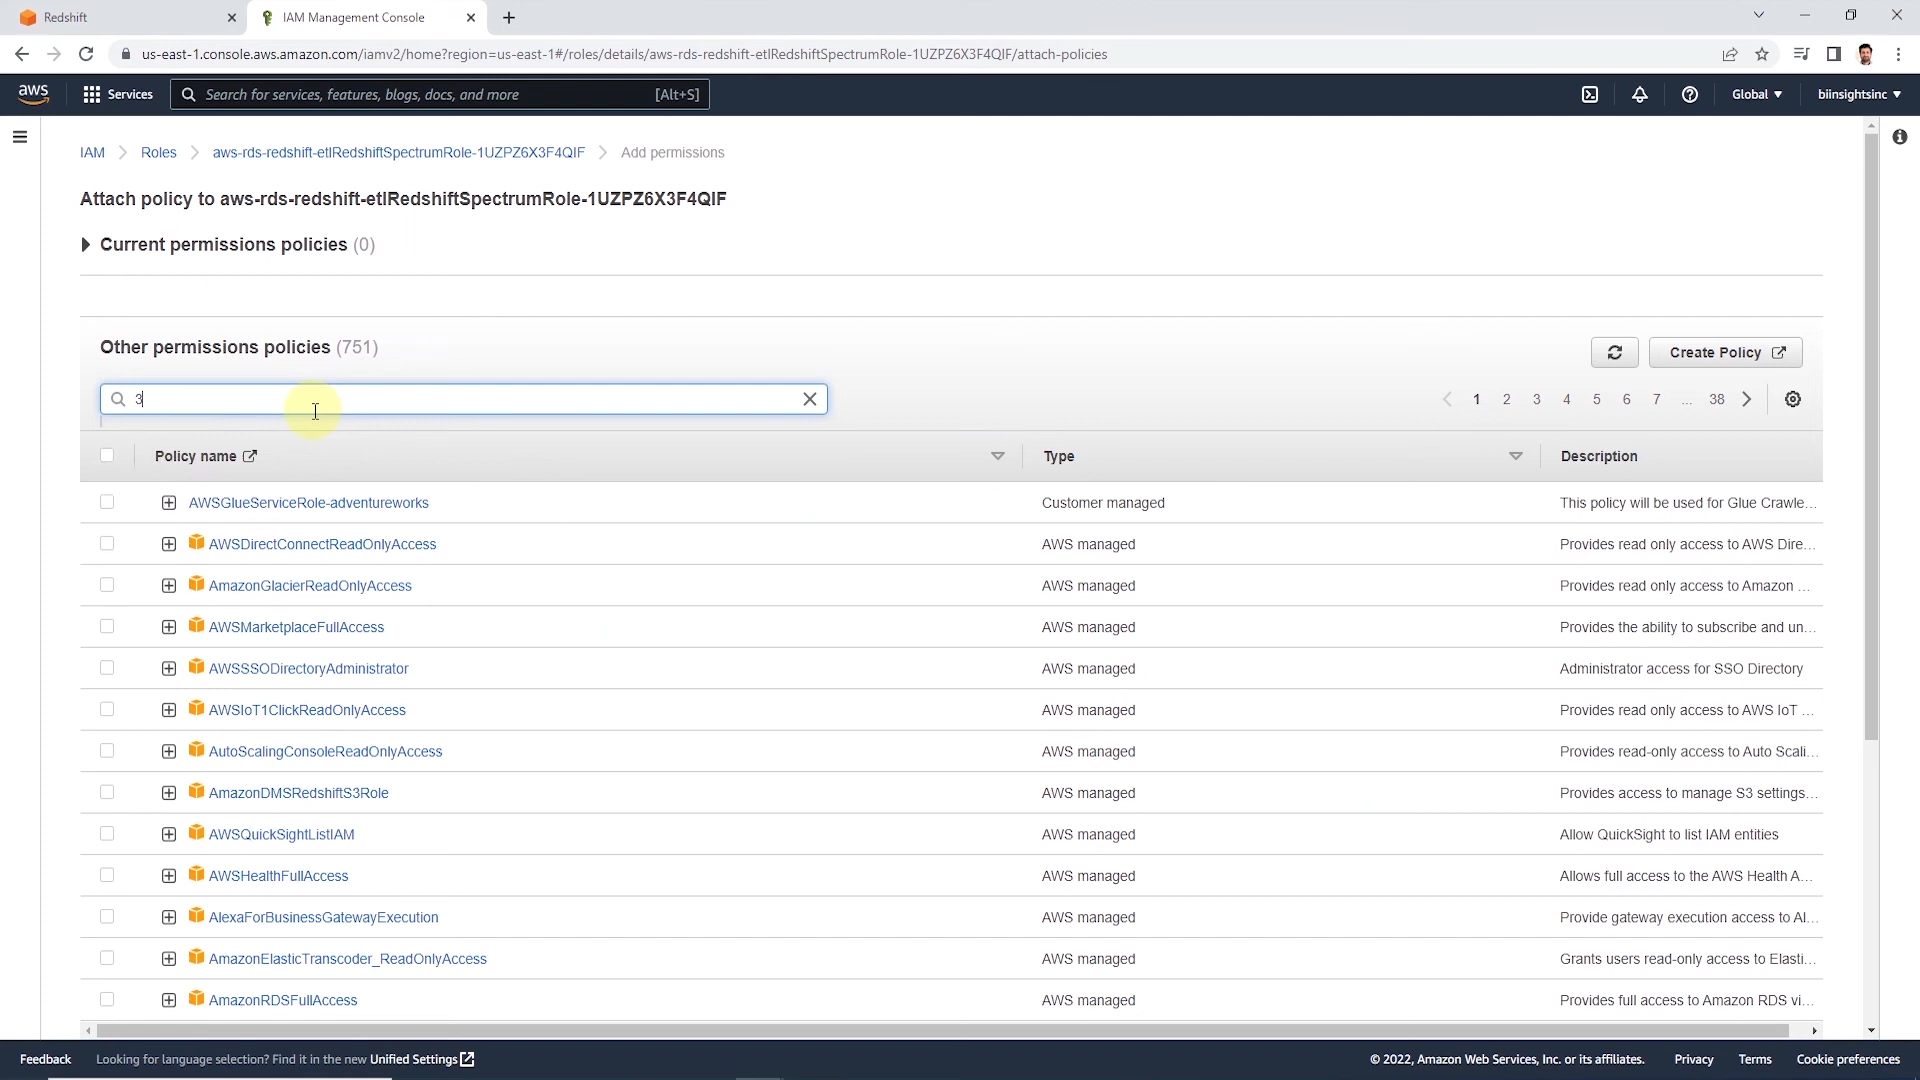 Redshift
IAM Management Console
us-east-1.console.aws.amazon.com/iamv2/home?region=us-east-1#/roles/details/aws-rds-redshift-etlRedshiftSpectrumRole-1UZPZ6X3F4QIF/attach-policies
aws Services Search for services, features, blogs, docs, and more [Alt+S] Global biinsightsinc
IAM Roles aws-rds-redshift-etlRedshiftSpectrumRole-1UZPZ6X3F4QIF Add permissions
Attach policy to aws-rds-redshift-etlRedshiftSpectrumRole-1UZPZ6X3F4QIF
Current permissions policies (0)
Other permissions policies (751)
Create Policy
3
1 2 3 4 5 6 7 ... 38
Policy name Type Description
AWSGlueServiceRole-adventureworks Customer managed This policy will be used for Glue Crawle...
AWSDirectConnectReadOnlyAccess AWS managed Provides read only access to AWS Dire...
AmazonGlacierReadOnlyAccess AWS managed Provides read only access to Amazon ...
AWSMarketplaceFullAccess AWS managed Provides the ability to subscribe and un...
AWSSSODirectoryAdministrator AWS managed Administrator access for SSO Directory
AWSIoT1ClickReadOnlyAccess AWS managed Provides read only access to AWS IoT ...
AutoScalingConsoleReadOnlyAccess AWS managed Provides read-only access to Auto Scali...
AmazonDMSRedshiftS3Role AWS managed Provides access to manage S3 settings...
AWSQuickSightListIAM AWS managed Allow QuickSight to list IAM entities
AWSHealthFullAccess AWS managed Allows full access to the AWS Health A...
AlexaForBusinessGatewayExecution AWS managed Provide gateway execution access to Al...
AmazonElasticTranscoder_ReadOnlyAccess AWS managed Grants users read-only access to Elasti...
AmazonRDSFullAccess AWS managed Provides full access to Amazon RDS vi...
Feedback Looking for language selection? Find it in the new Unified Settings © 2022, Amazon Web Services, Inc. or its affiliates. Privacy Terms Cookie preferences